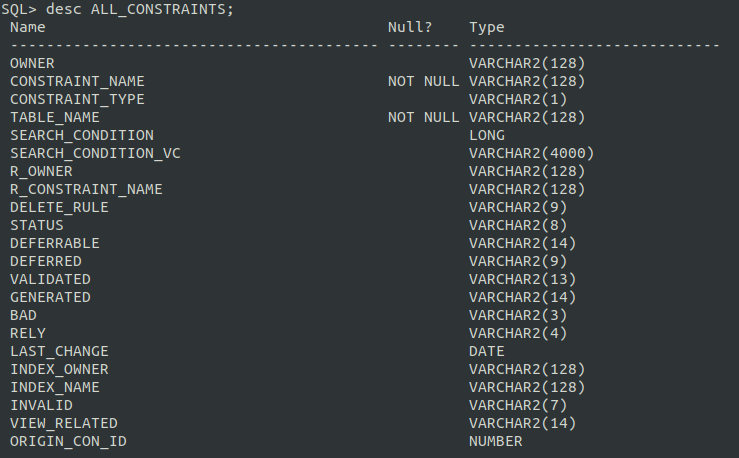 SQL> desc ALL_CONSTRAINTS;
 Name                                      Null?    Type
 ----------------------------------------- -------- ----------------------------
 OWNER                                              VARCHAR2(128)
 CONSTRAINT_NAME                           NOT NULL VARCHAR2(128)
 CONSTRAINT_TYPE                                    VARCHAR2(1)
 TABLE_NAME                                NOT NULL VARCHAR2(128)
 SEARCH_CONDITION                                   LONG
 SEARCH_CONDITION_VC                                VARCHAR2(4000)
 R_OWNER                                            VARCHAR2(128)
 R_CONSTRAINT_NAME                                  VARCHAR2(128)
 DELETE_RULE                                        VARCHAR2(9)
 STATUS                                             VARCHAR2(8)
 DEFERRABLE                                         VARCHAR2(14)
 DEFERRED                                           VARCHAR2(9)
 VALIDATED                                          VARCHAR2(13)
 GENERATED                                          VARCHAR2(14)
 BAD                                                VARCHAR2(3)
 RELY                                               VARCHAR2(4)
 LAST_CHANGE                                        DATE
 INDEX_OWNER                                        VARCHAR2(128)
 INDEX_NAME                                         VARCHAR2(128)
 INVALID                                            VARCHAR2(7)
 VIEW_RELATED                                       VARCHAR2(14)
 ORIGIN_CON_ID                                      NUMBER